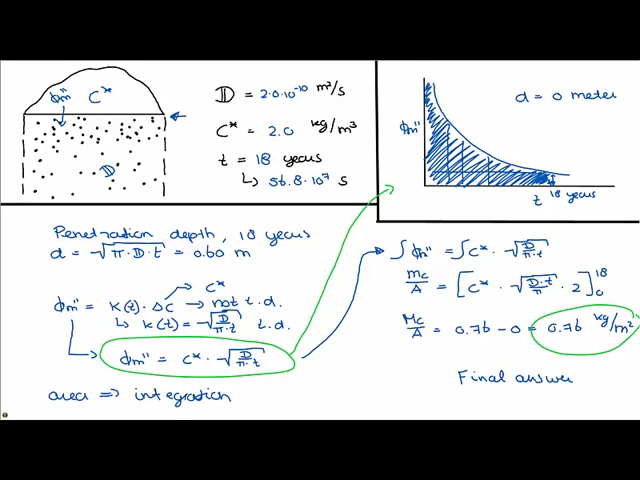 ϕm" C*
𝔻
𝔻 = 2.0·10⁻¹⁰ m²/s
C* = 2.0 kg/m³
t = 18 years
↳ 56.8·10⁷ s
d = 0 meter
ϕm"
t 18 years
Penetration depth, 18 years
d = √(π·D·t) = 0.60 m
C*
ϕm" = k(t)·ΔC → not t.d.
↳ k(t) = √(D/π·t) t.d.
ϕm" = C*·√(D/π·t)
area ⇒ integration
∫ϕm" = ∫C*·√(D/π·t)
mc/A = [C*·√(D·t/π)·2]₀¹⁸
Mc/A = 0.76 - 0 = 0.76 kg/m²
Final answer